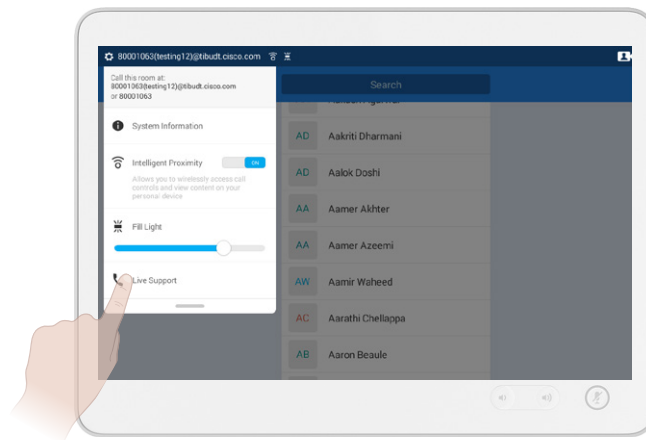 80001063(testing12)@tibudt.cisco.com
Call this room at:
80001063(testing12)@tibudt.cisco.com
or 80001063
System Information
Intelligent Proximity
ON
Allows you to wirelessly access call
controls and view content on your
personal device
Fill Light
Live Support
Search
AD Aakriti Dharmani
AD Aalok Doshi
AA Aamer Akhter
AA Aamer Azeemi
AW Aamir Waheed
AC Aarathi Chellappa
AB Aaron Beaule